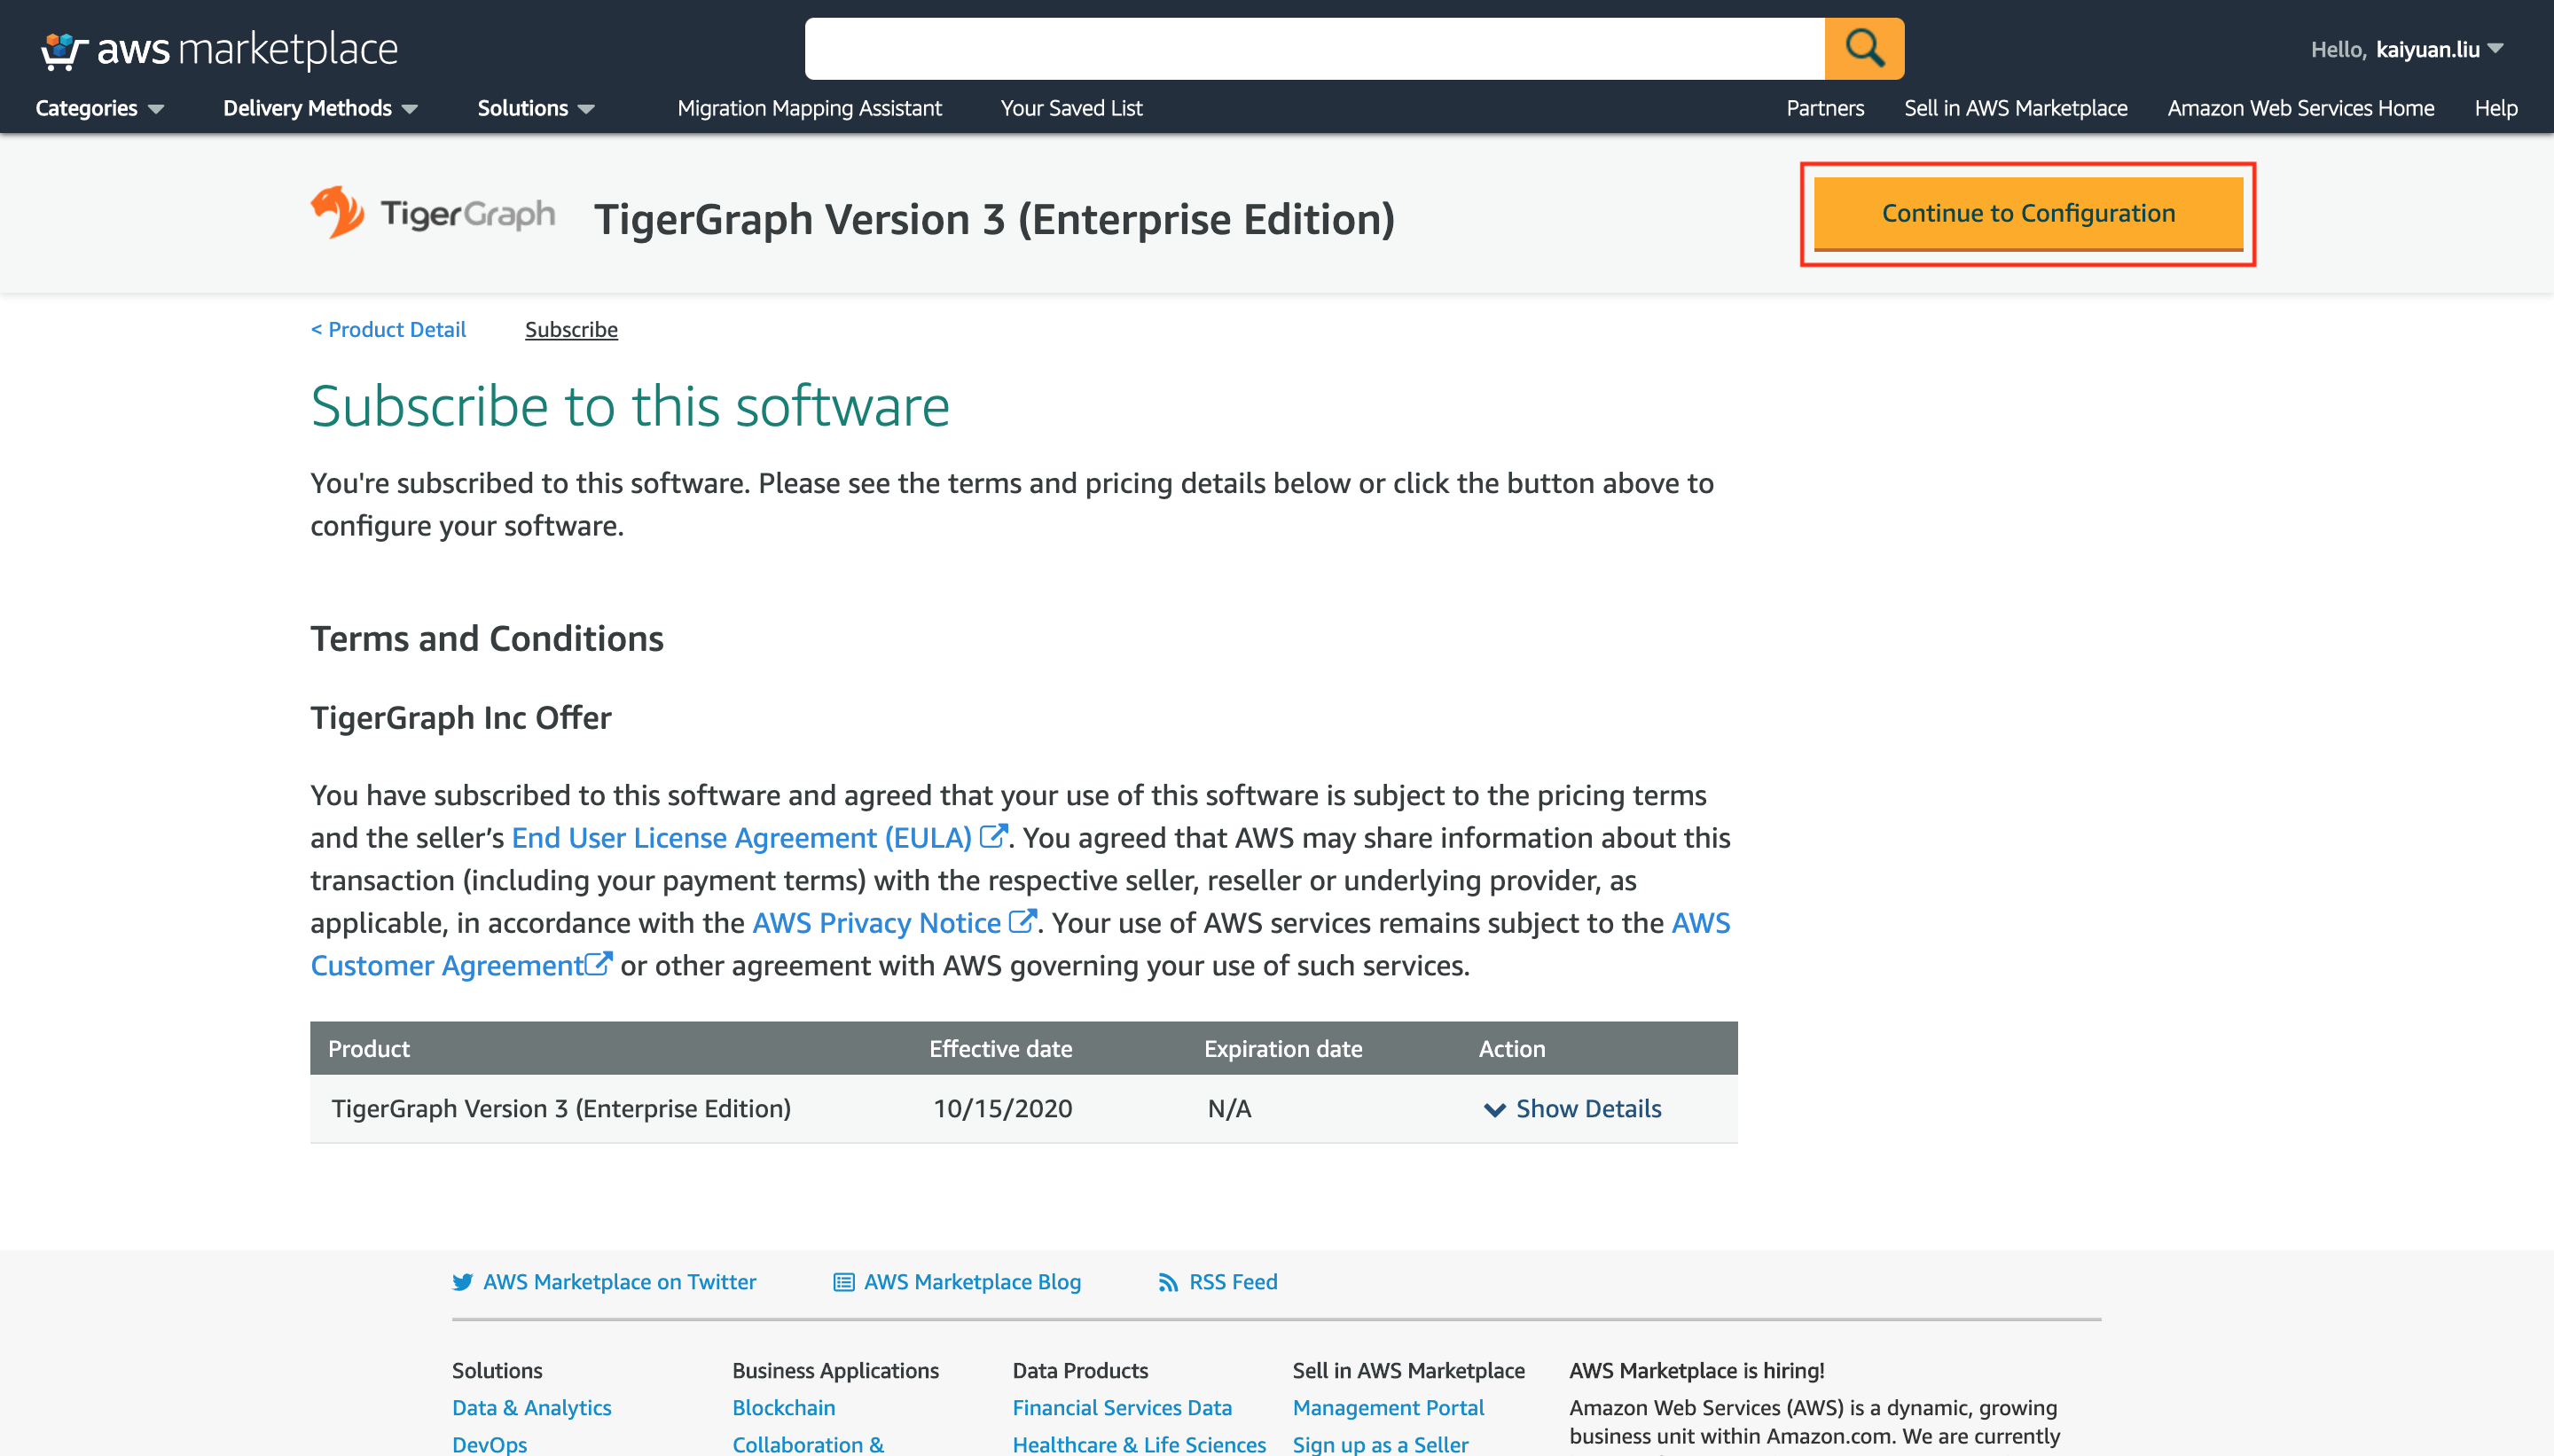 aws marketplace
Hello, kaiyuan.liu
Categories Delivery Methods Solutions Migration Mapping Assistant Your Saved List Partners Sell in AWS Marketplace Amazon Web Services Home Help
TigerGraph TigerGraph Version 3 (Enterprise Edition) Continue to Configuration
< Product Detail Subscribe
Subscribe to this software
You're subscribed to this software. Please see the terms and pricing details below or click the button above to
configure your software.
Terms and Conditions
TigerGraph Inc Offer
You have subscribed to this software and agreed that your use of this software is subject to the pricing terms
and the seller’s End User License Agreement (EULA). You agreed that AWS may share information about this
transaction (including your payment terms) with the respective seller, reseller or underlying provider, as
applicable, in accordance with the AWS Privacy Notice. Your use of AWS services remains subject to the AWS
Customer Agreement or other agreement with AWS governing your use of such services.
Product Effective date Expiration date Action
TigerGraph Version 3 (Enterprise Edition) 10/15/2020 N/A Show Details
AWS Marketplace on Twitter AWS Marketplace Blog RSS Feed
Solutions Business Applications Data Products Sell in AWS Marketplace AWS Marketplace is hiring!
Data & Analytics Blockchain Financial Services Data Management Portal Amazon Web Services (AWS) is a dynamic, growing
DevOps Collaboration & Healthcare & Life Sciences Sign up as a Seller business unit within Amazon.com. We are currently